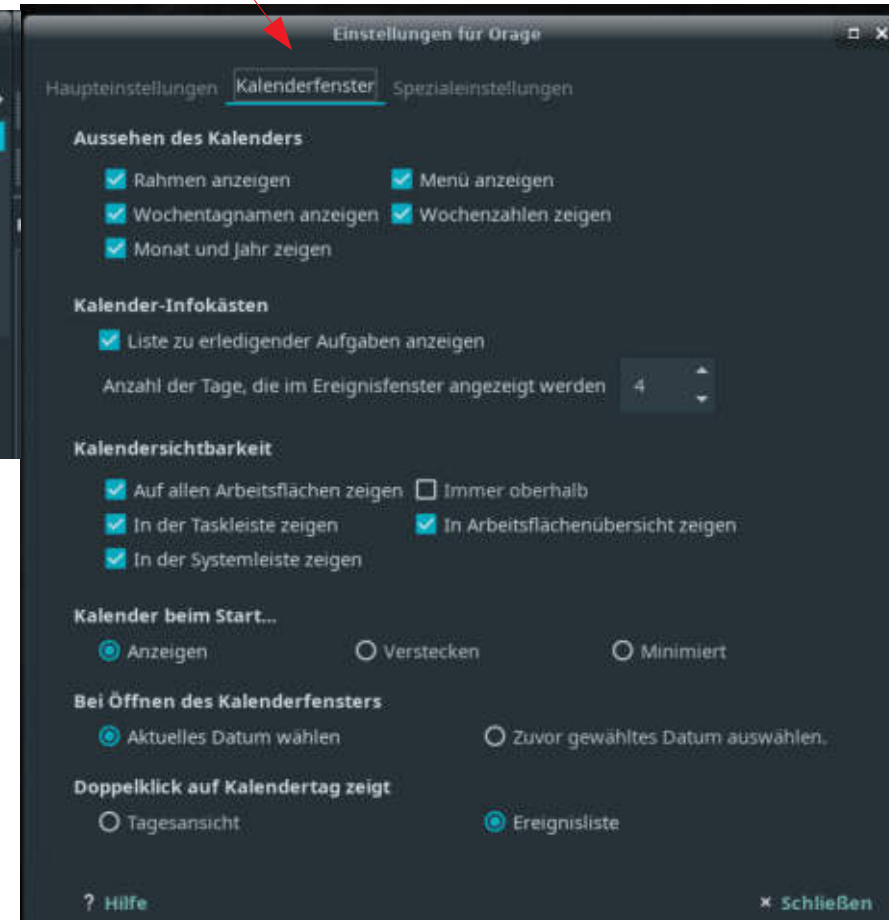 Einstellungen für Orage
Haupteinstellungen Kalenderfenster Spezialeinstellungen
Aussehen des Kalenders
Rahmen anzeigen Menü anzeigen
Wochentagnamen anzeigen Wochenzahlen zeigen
Monat und Jahr zeigen
Kalender-Infokästen
Liste zu erledigender Aufgaben anzeigen
Anzahl der Tage, die im Ereignisfenster angezeigt werden 4
Kalendersichtbarkeit
Auf allen Arbeitsflächen zeigen Immer oberhalb
In der Taskleiste zeigen In Arbeitsflächenübersicht zeigen
In der Systemleiste zeigen
Kalender beim Start...
Anzeigen Verstecken Minimiert
Bei Öffnen des Kalenderfensters
Aktuelles Datum wählen Zuvor gewähltes Datum auswählen.
Doppelklick auf Kalendertag zeigt
Tagesansicht Ereignisliste
? Hilfe × Schließen